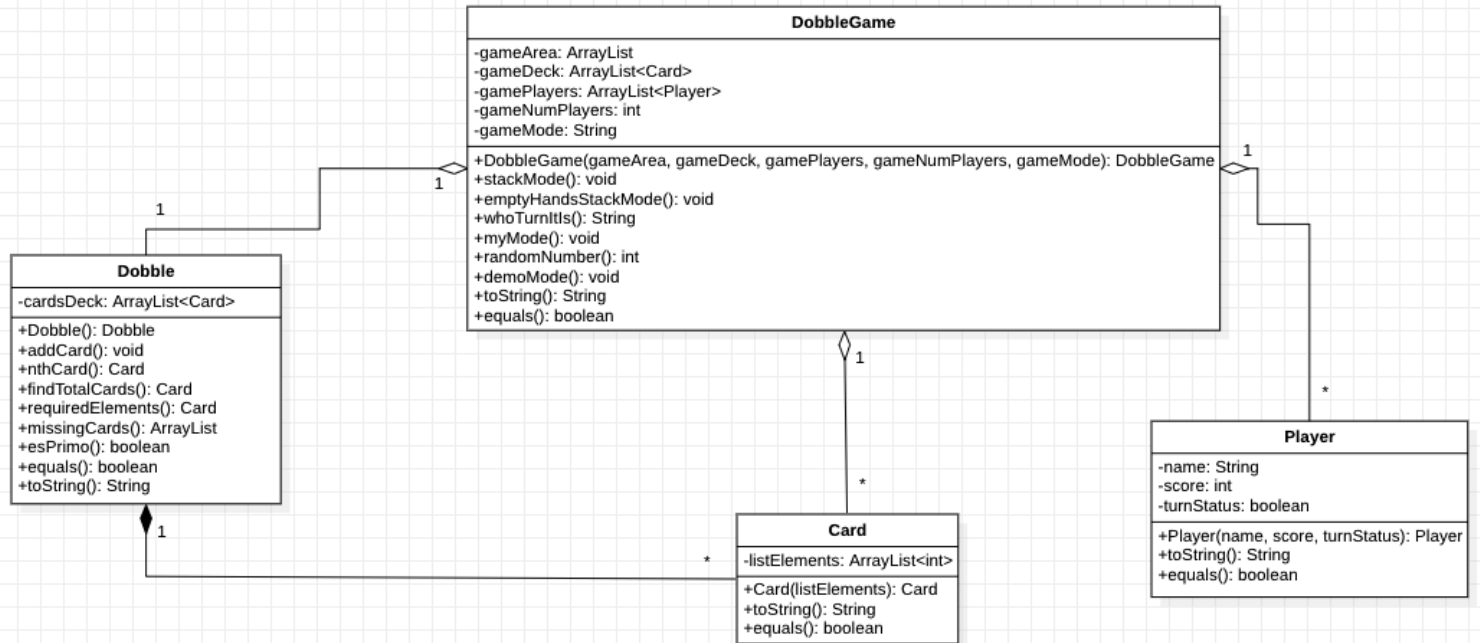 DobbleGame
-gameArea: ArrayList
-gameDeck: ArrayList<Card>
-gamePlayers: ArrayList<Player>
-gameNumPlayers: int
-gameMode: String
+DobbleGame(gameArea, gameDeck, gamePlayers, gameNumPlayers, gameMode): DobbleGame
+stackMode(): void
+emptyHandsStackMode(): void
+whoTurnItIs(): String
+myMode(): void
+randomNumber(): int
+demoMode(): void
+toString(): String
+equals(): boolean
1
1
1
Dobble
-cardsDeck: ArrayList<Card>
+Dobble(): Dobble
+addCard(): void
+nthCard(): Card
+findTotalCards(): Card
+requiredElements(): Card
+missingCards(): ArrayList
+esPrimo(): boolean
+equals(): boolean
+toString(): String
1
*
1
*
Card
-listElements: ArrayList<int>
+Card(listElements): Card
+toString(): String
+equals(): boolean
*
Player
-name: String
-score: int
-turnStatus: boolean
+Player(name, score, turnStatus): Player
+toString(): String
+equals(): boolean